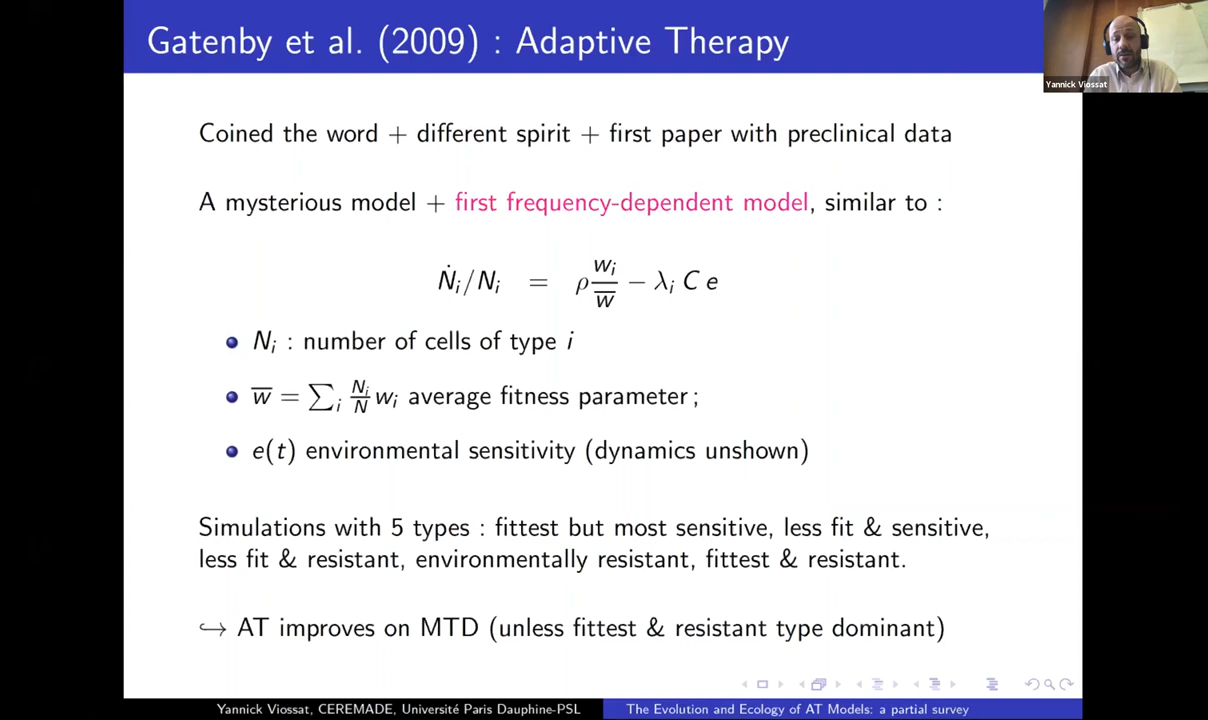 Gatenby et al. (2009) : Adaptive Therapy
Yannick Viossat
Coined the word + different spirit + first paper with preclinical data
A mysterious model + first frequency-dependent model, similar to :
Ṅᵢ/Nᵢ = ρ wᵢ/w̅ − λᵢ C e
Nᵢ : number of cells of type i
w̅ = ∑ᵢ Nᵢ/N wᵢ average fitness parameter ;
e(t) environmental sensitivity (dynamics unshown)
Simulations with 5 types : fittest but most sensitive, less fit & sensitive,
less fit & resistant, environmentally resistant, fittest & resistant.
↪ AT improves on MTD (unless fittest & resistant type dominant)
Yannick Viossat, CEREMADE, Université Paris Dauphine-PSL
The Evolution and Ecology of AT Models: a partial survey